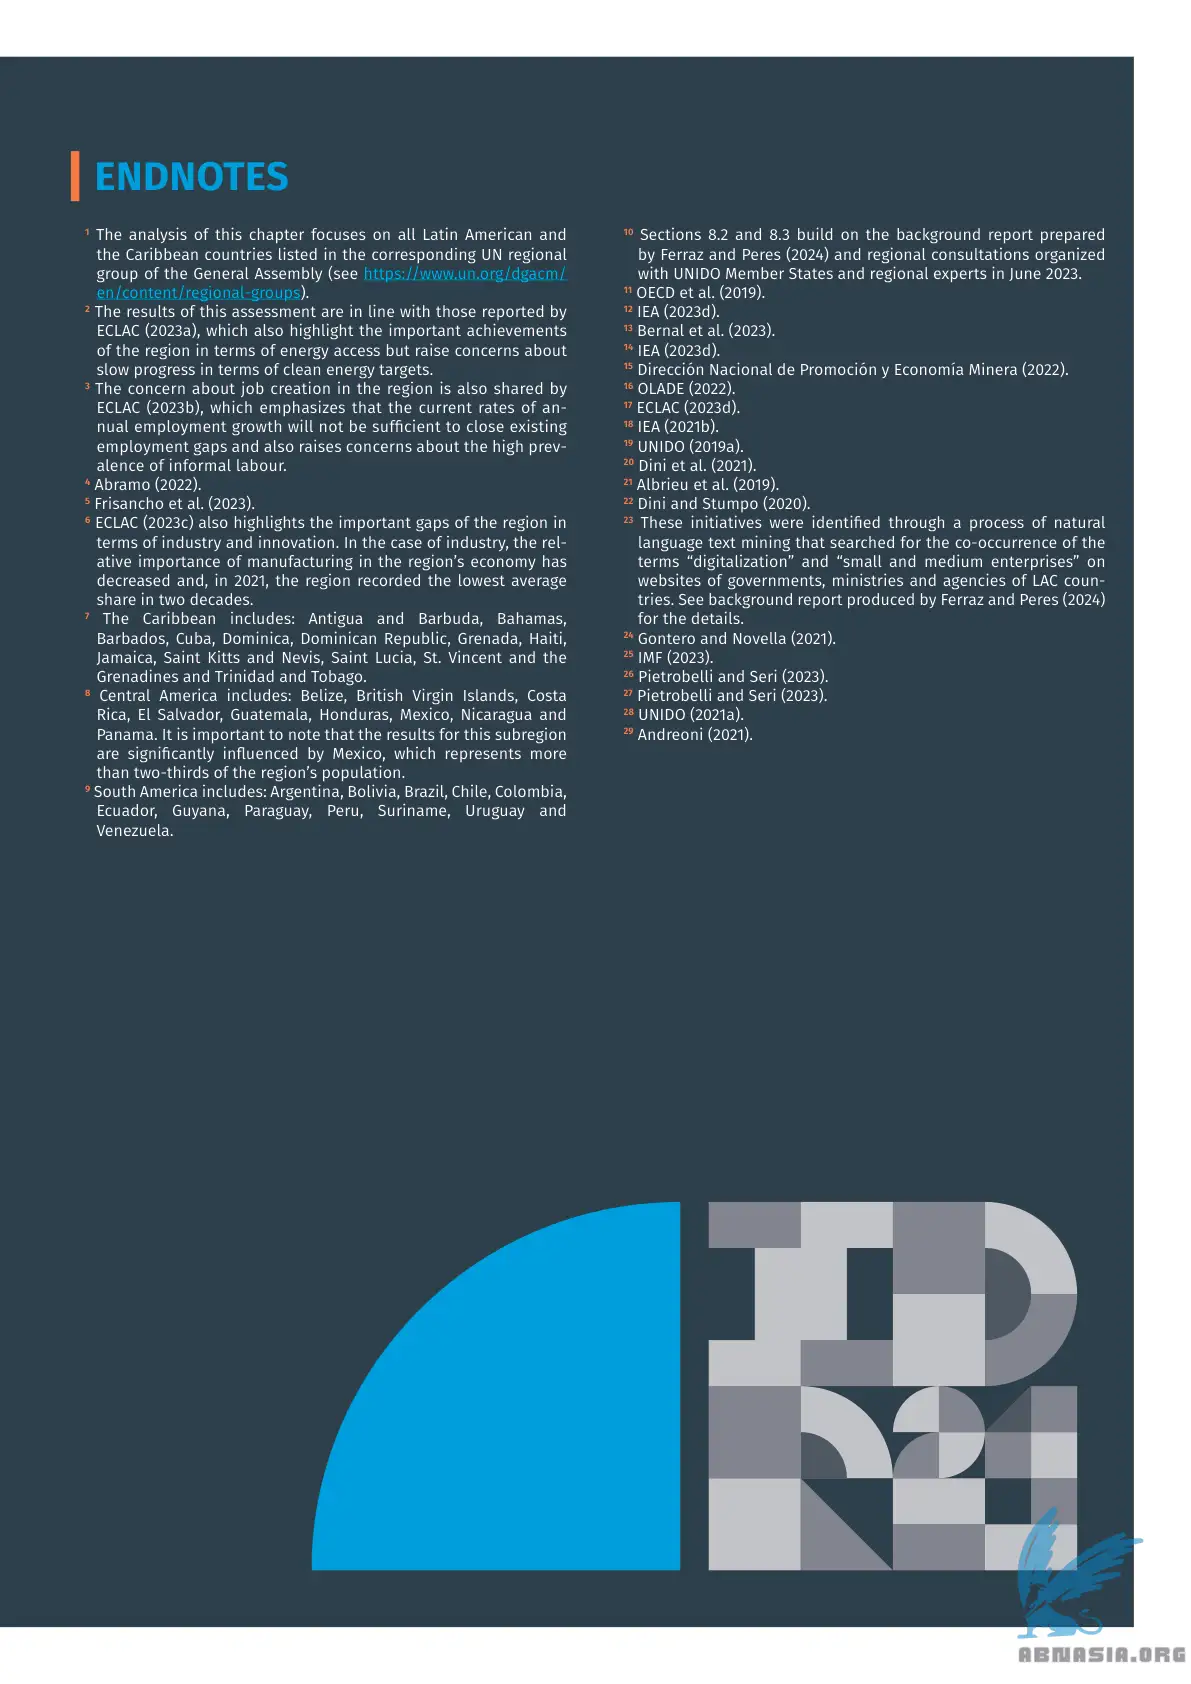 ENDNOTES
1 The analysis of this chapter focuses on all Latin American and
the Caribbean countries listed in the corresponding UN regional
group of the General Assembly (see https://www.un.org/dgacm/
en/content/regional-groups).
2 The results of this assessment are in line with those reported by
ECLAC (2023a), which also highlight the important achievements
of the region in terms of energy access but raise concerns about
slow progress in terms of clean energy targets.
3 The concern about job creation in the region is also shared by
ECLAC (2023b), which emphasizes that the current rates of an-
nual employment growth will not be sufficient to close existing
employment gaps and also raises concerns about the high prev-
alence of informal labour.
4 Abramo (2022).
5 Frisancho et al. (2023).
6 ECLAC (2023c) also highlights the important gaps of the region in
terms of industry and innovation. In the case of industry, the rel-
ative importance of manufacturing in the region's economy has
decreased and, in 2021, the region recorded the lowest average
share in two decades.
7 The Caribbean includes: Antigua and Barbuda, Bahamas,
Barbados, Cuba, Dominica, Dominican Republic, Grenada, Haiti,
Jamaica, Saint Kitts and Nevis, Saint Lucia, St. Vincent and the
Grenadines and Trinidad and Tobago.
8 Central America includes: Belize, British Virgin Islands, Costa
Rica, El Salvador, Guatemala, Honduras, Mexico, Nicaragua and
Panama. It is important to note that the results for this subregion
are significantly influenced by Mexico, which represents more
than two-thirds of the region's population.
9 South America includes: Argentina, Bolivia, Brazil, Chile, Colombia,
Ecuador, Guyana, Paraguay, Peru, Suriname, Uruguay and
Venezuela.
10 Sections 8.2 and 8.3 build on the background report prepared
by Ferraz and Peres (2024) and regional consultations organized
with UNIDO Member States and regional experts in June 2023.
11 OECD et al. (2019).
12 IEA (2023d).
13 Bernal et al. (2023).
14 IEA (2023d).
15 Dirección Nacional de Promoción y Economía Minera (2022).
16 OLADE (2022).
17 ECLAC (2023d).
18 IEA (2021b).
19 UNIDO (2019a).
20 Dini et al. (2021).
21 Albrieu et al. (2019).
22 Dini and Stumpo (2020).
23 These initiatives were identified through a process of natural
language text mining that searched for the co-occurrence of the
terms “digitalization” and “small and medium enterprises” on
websites of governments, ministries and agencies of LAC coun-
tries. See background report produced by Ferraz and Peres (2024)
for the details.
24 Gontero and Novella (2021).
25 IMF (2023).
26 Pietrobelli and Seri (2023).
27 Pietrobelli and Seri (2023).
28 UNIDO (2021a).
29 Andreoni (2021).
IDR
24
ABNASIA.ORG